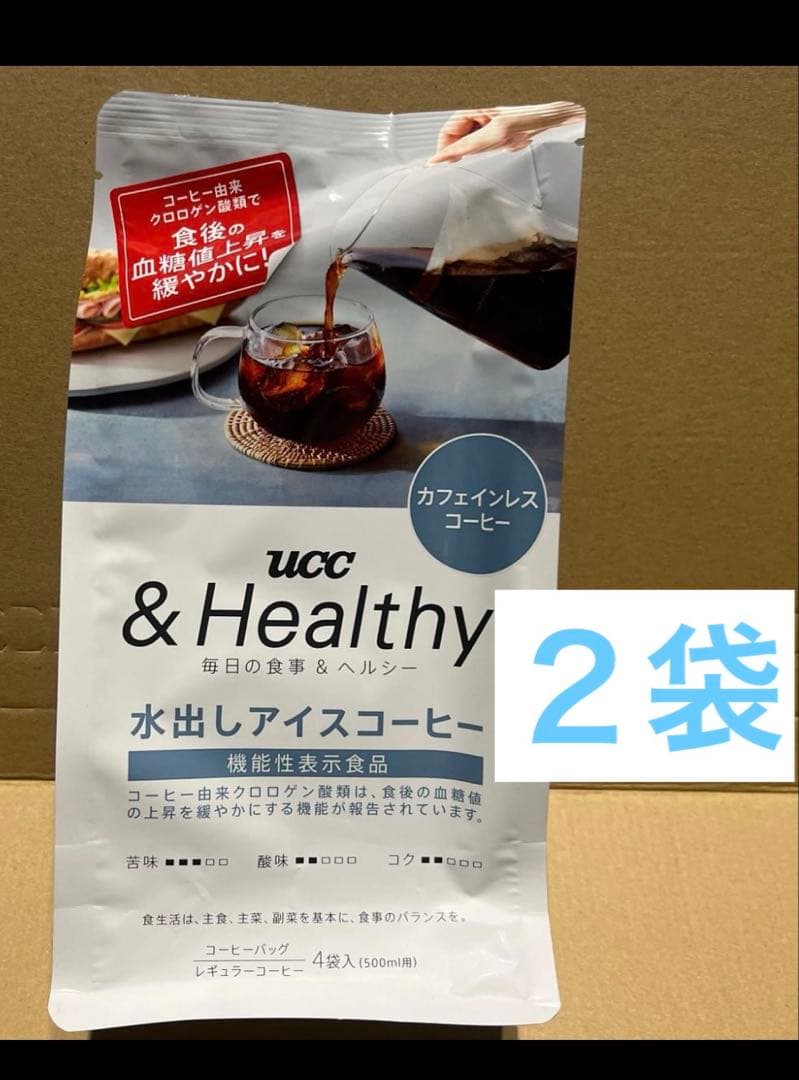 コーヒー由来
クロロゲン酸類で
食後の
血糖値上昇を
緩やかに!
カフェインレス
コーヒー
UCC
& Healthy
毎日の食事 & ヘルシー
2袋
水出しアイスコーヒー
機能性表示食品
コーヒー由来クロロゲン酸類は、食後の血糖値
の上昇を緩やかにする機能が報告されています。
苦味 ■■■□□ 酸味 ■■□□□ コク ■■□□□
食生活は、主食、主菜、副菜を基本に、食事のバランスを。
コーヒーバッグ
レギュラーコーヒー
4袋入(500ml用)